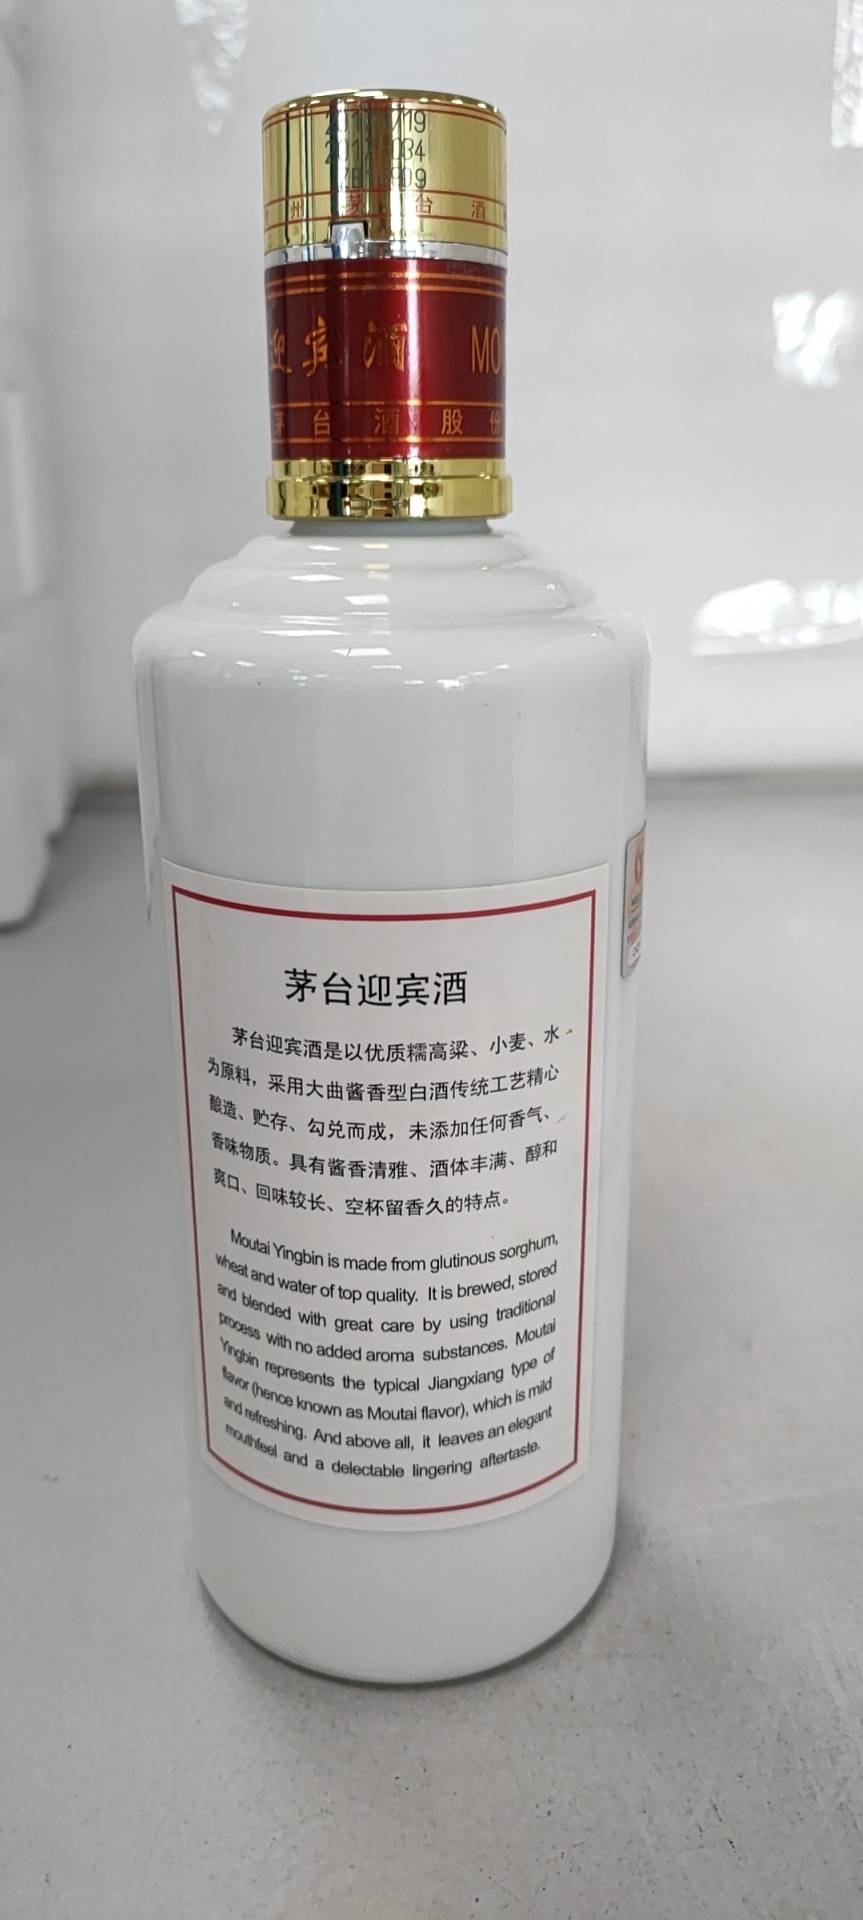 州 茅 台 酒
迎宾酒 MO
茅 台 酒 股 份
茅台迎宾酒
茅台迎宾酒是以优质糯高粱、小麦、水
为原料，采用大曲酱香型白酒传统工艺精心
酿造、贮存、勾兑而成，未添加任何香气、
香味物质。具有酱香清雅、酒体丰满、醇和
爽口、回味较长、空杯留香久的特点。
Moutai Yingbin is made from glutinous sorghum,
wheat and water of top quality. It is brewed, stored
and blended with great care by using traditional
process with no added aroma substances. Moutai
Yingbin represents the typical Jiangxiang type of
flavor (hence known as Moutai flavor), which is mild
and refreshing. And above all, it leaves an elegant
mouthfeel and a delectable lingering aftertaste.